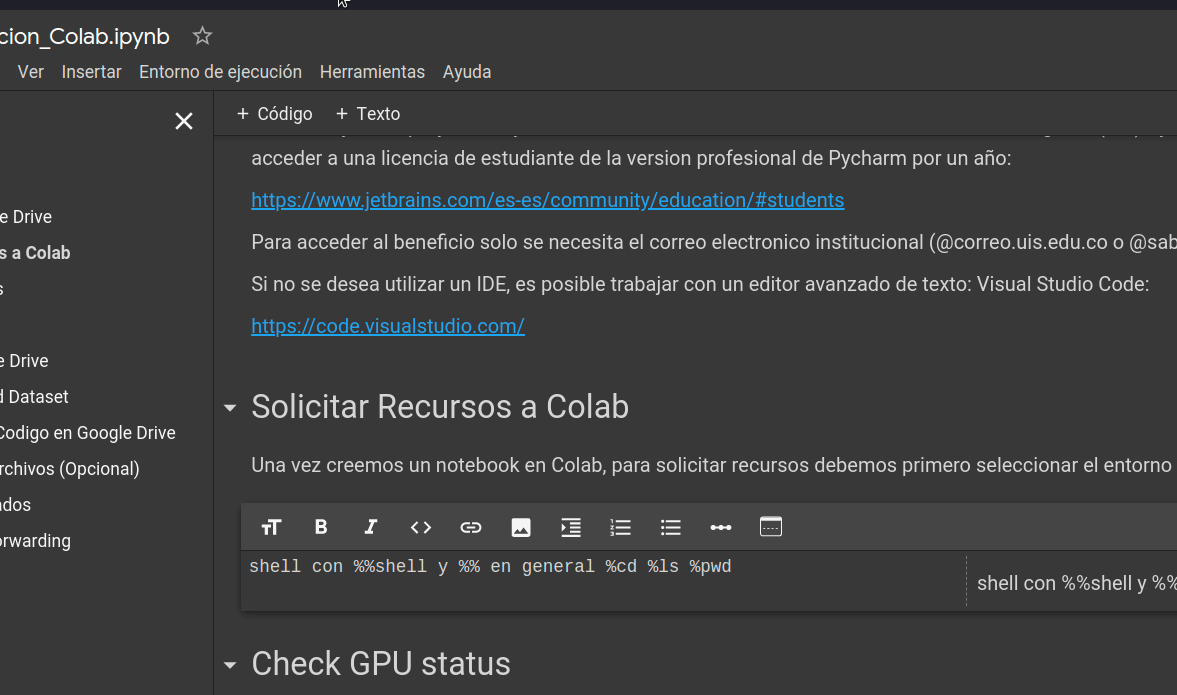 cion_Colab.ipynb
Ver Insertar Entorno de ejecución Herramientas Ayuda
+ Código + Texto
e Drive
s a Colab
s
e Drive
d Dataset
Codigo en Google Drive
rchivos (Opcional)
ados
orwarding
acceder a una licencia de estudiante de la version profesional de Pycharm por un año:
https://www.jetbrains.com/es-es/community/education/#students
Para acceder al beneficio solo se necesita el correo electronico institucional (@correo.uis.edu.co o @sab
Si no se desea utilizar un IDE, es posible trabajar con un editor avanzado de texto: Visual Studio Code:
https://code.visualstudio.com/
Solicitar Recursos a Colab
Una vez creemos un notebook en Colab, para solicitar recursos debemos primero seleccionar el entorno
shell con %%shell y %% en general %cd %ls %pwd
shell con %%shell y %%
Check GPU status